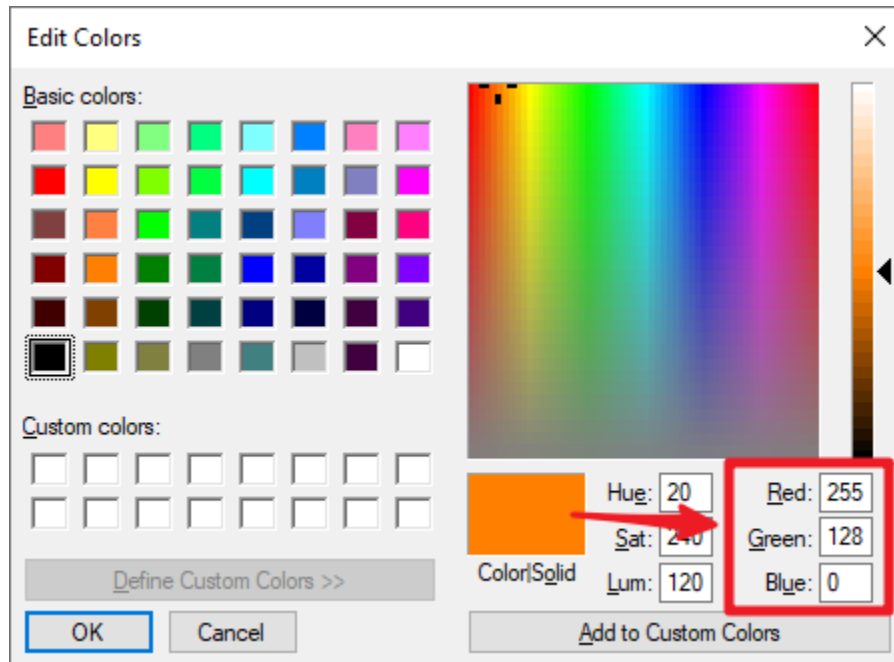 Edit Colors
Basic colors:
Custom colors:
Define Custom Colors >>
OK
Cancel
Hue: 20
Sat: 240
Lum: 120
Red: 255
Green: 128
Blue: 0
Color|Solid
Add to Custom Colors